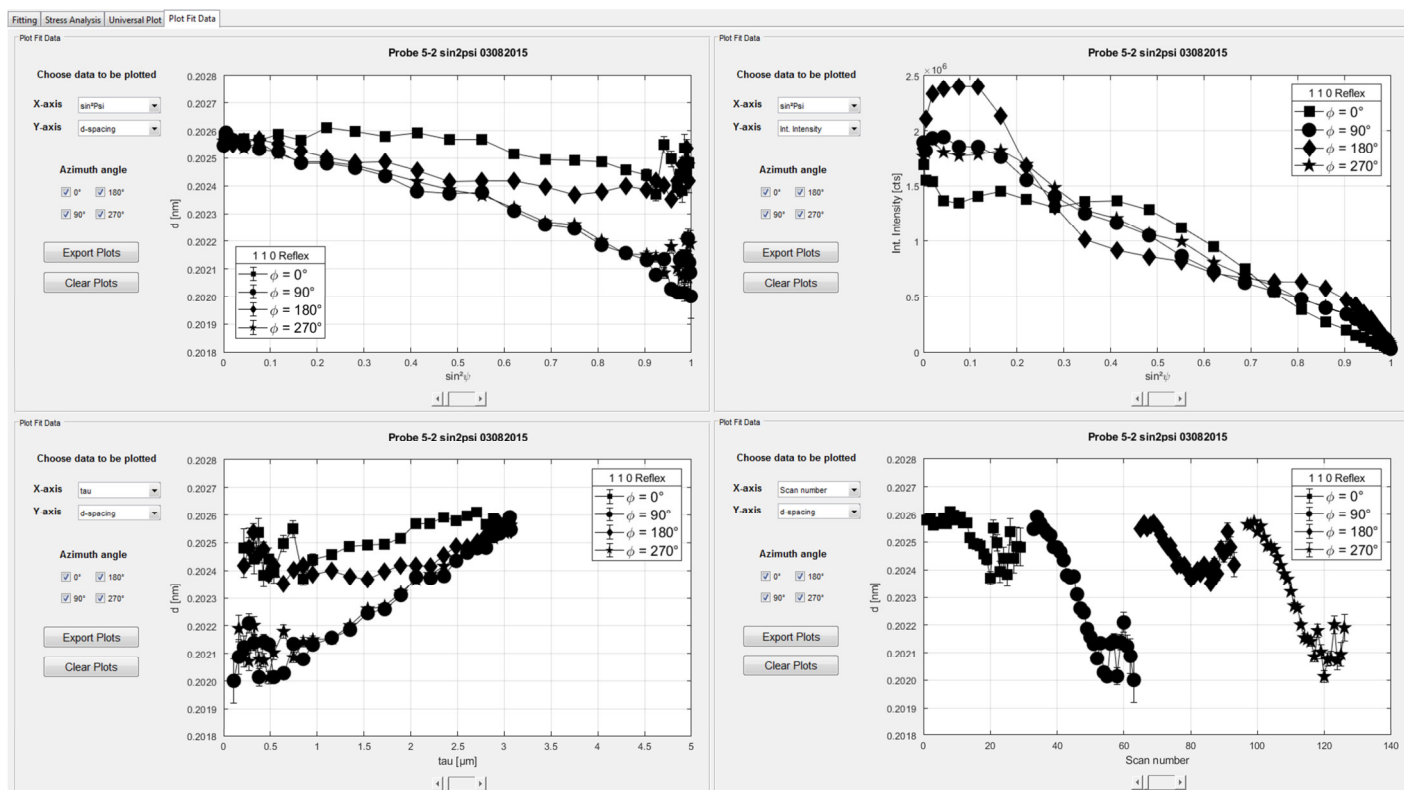 Fitting Stress Analysis Universal Plot Plot Fit Data
Plot Fit Data
Probe 5-2 sin2psi 03082015
Choose data to be plotted
X-axis sin²Psi
Y-axis d-spacing
Azimuth angle
0° 180°
90° 270°
Export Plots
Clear Plots
0.2028
0.2027
0.2026
0.2025
0.2024
0.2023
0.2022
0.2021
0.2020
0.2019
0.2018
d [nm]
1 1 0 Reflex
ϕ = 0°
ϕ = 90°
ϕ = 180°
ϕ = 270°
0 0.1 0.2 0.3 0.4 0.5 0.6 0.7 0.8 0.9 1
sin²ψ
Plot Fit Data
Probe 5-2 sin2psi 03082015
Choose data to be plotted
X-axis sin²Psi
Y-axis Int. Intensity
Azimuth angle
0° 180°
90° 270°
Export Plots
Clear Plots
×10⁶
2.5
2
1.5
1
0.5
0
Int. Intensity [cts]
1 1 0 Reflex
ϕ = 0°
ϕ = 90°
ϕ = 180°
ϕ = 270°
0 0.1 0.2 0.3 0.4 0.5 0.6 0.7 0.8 0.9 1
sin²ψ
Plot Fit Data
Probe 5-2 sin2psi 03082015
Choose data to be plotted
X-axis tau
Y-axis d-spacing
Azimuth angle
0° 180°
90° 270°
Export Plots
Clear Plots
0.2028
0.2027
0.2026
0.2025
0.2024
0.2023
0.2022
0.2021
0.2020
0.2019
0.2018
d [nm]
1 1 0 Reflex
ϕ = 0°
ϕ = 90°
ϕ = 180°
ϕ = 270°
0 0.5 1 1.5 2 2.5 3 3.5 4 4.5 5
tau [µm]
Plot Fit Data
Probe 5-2 sin2psi 03082015
Choose data to be plotted
X-axis Scan number
Y-axis d-spacing
Azimuth angle
0° 180°
90° 270°
Export Plots
Clear Plots
0.2028
0.2027
0.2026
0.2025
0.2024
0.2023
0.2022
0.2021
0.2020
0.2019
0.2018
d [nm]
1 1 0 Reflex
ϕ = 0°
ϕ = 90°
ϕ = 180°
ϕ = 270°
0 20 40 60 80 100 120 140
Scan number